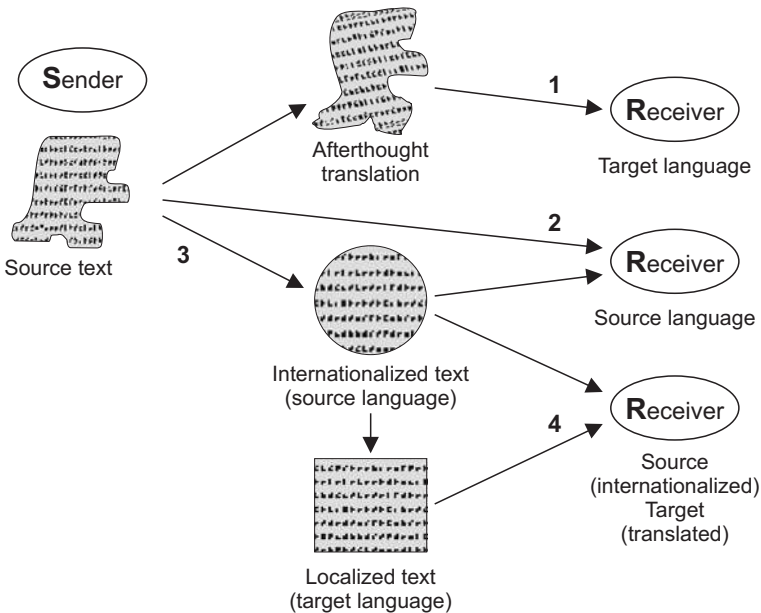 Sender
1
Receiver
Afterthought
translation
Target language
2
3
Receiver
Source text
Source language
Internationalized text
(source language)
Receiver
4
Source
(internationalized)
Target
(translated)
Localized text
(target language)